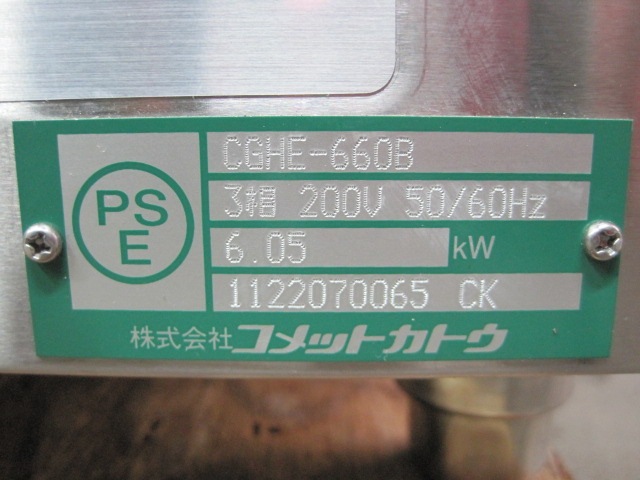 PS
E
CGHE-660B
3相 200V 50/60Hz
6.05 kW
1122070065 CK
株式会社コメットカトウ